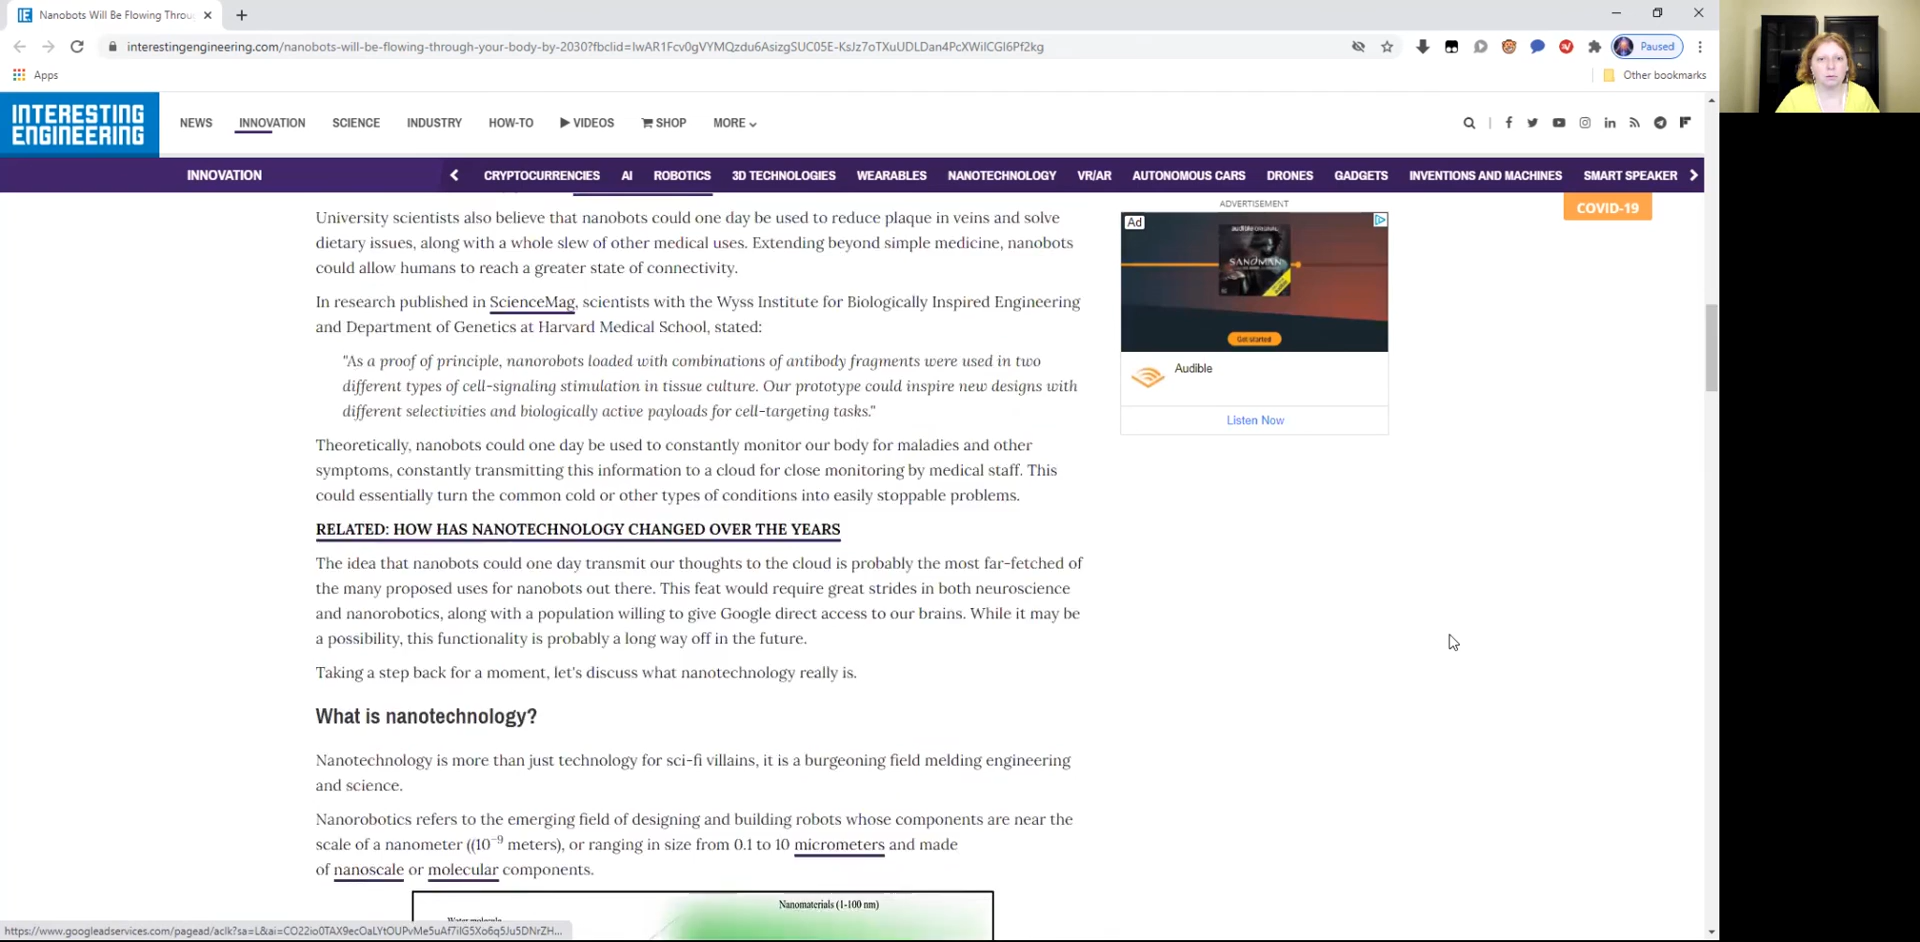 Nanobots Will Be Flowing Throu
interestingengineering.com/nanobots-will-be-flowing-through-your-body-by-2030?fbclid=IwAR1Fcv0gVYMQzdu6AsizgSUC05E-KsJz7oTXuUDLDan4PcXWilCGI6Pf2kg
Paused
Apps
Other bookmarks
INTERESTING
ENGINEERING
NEWS INNOVATION SCIENCE INDUSTRY HOW-TO VIDEOS SHOP MORE
INNOVATION
CRYPTOCURRENCIES AI ROBOTICS 3D TECHNOLOGIES WEARABLES NANOTECHNOLOGY VR/AR AUTONOMOUS CARS DRONES GADGETS INVENTIONS AND MACHINES SMART SPEAKER
COVID-19
University scientists also believe that nanobots could one day be used to reduce plaque in veins and solve
dietary issues, along with a whole slew of other medical uses. Extending beyond simple medicine, nanobots
could allow humans to reach a greater state of connectivity.
In research published in ScienceMag, scientists with the Wyss Institute for Biologically Inspired Engineering
and Department of Genetics at Harvard Medical School, stated:
"As a proof of principle, nanorobots loaded with combinations of antibody fragments were used in two
different types of cell-signaling stimulation in tissue culture. Our prototype could inspire new designs with
different selectivities and biologically active payloads for cell-targeting tasks."
Theoretically, nanobots could one day be used to constantly monitor our body for maladies and other
symptoms, constantly transmitting this information to a cloud for close monitoring by medical staff. This
could essentially turn the common cold or other types of conditions into easily stoppable problems.
RELATED: HOW HAS NANOTECHNOLOGY CHANGED OVER THE YEARS
The idea that nanobots could one day transmit our thoughts to the cloud is probably the most far-fetched of
the many proposed uses for nanobots out there. This feat would require great strides in both neuroscience
and nanorobotics, along with a population willing to give Google direct access to our brains. While it may be
a possibility, this functionality is probably a long way off in the future.
Taking a step back for a moment, let's discuss what nanotechnology really is.
What is nanotechnology?
Nanotechnology is more than just technology for sci-fi villains, it is a burgeoning field melding engineering
and science.
Nanorobotics refers to the emerging field of designing and building robots whose components are near the
scale of a nanometer ((10⁻⁹ meters), or ranging in size from 0.1 to 10 micrometers and made
of nanoscale or molecular components.
Nanomaterials (1-100 nm)
Water molecule
ADVERTISEMENT
Ad
audible ORIGINAL
SANDMAN
Get started
Audible
Listen Now
https://www.googleadservices.com/pagead/aclk?sa=L&ai=CO22io0TAX9ecOaLYtOUPvMe5uAf7iIG5Xo6q5Ju5DNrZH...